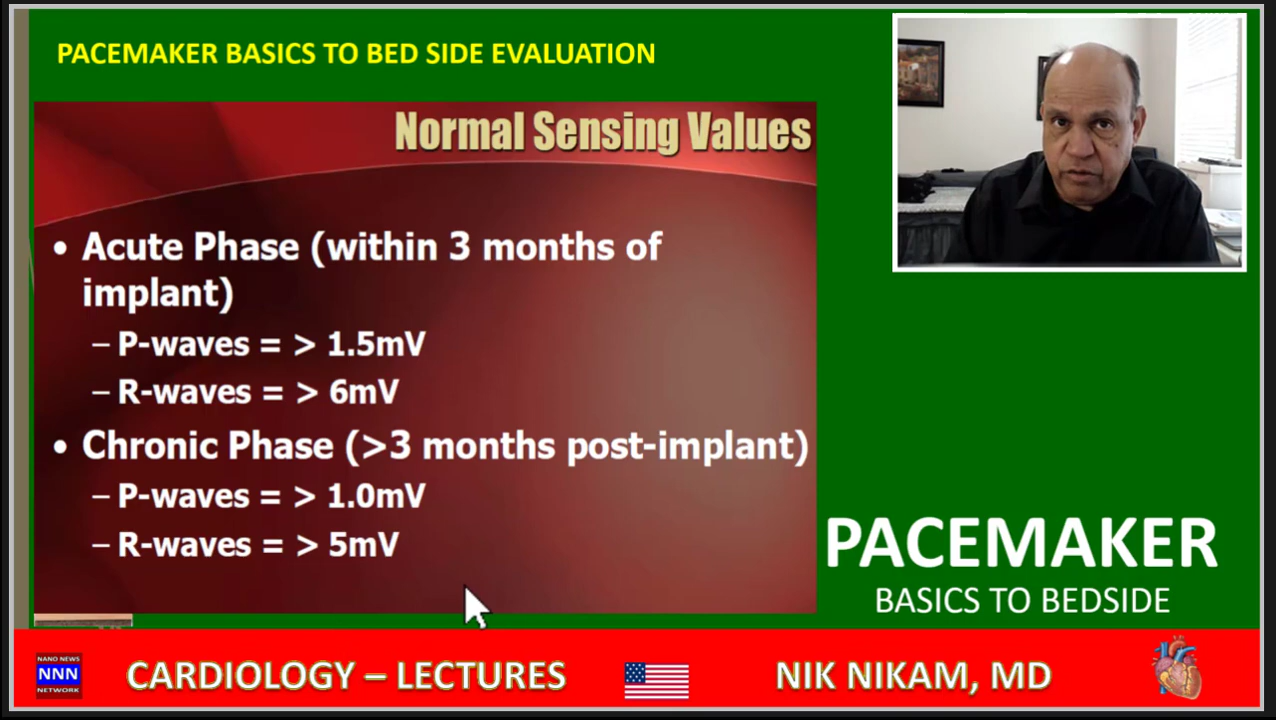 PACEMAKER BASICS TO BED SIDE EVALUATION
Normal Sensing Values
• Acute Phase (within 3 months of
implant)
– P-waves = > 1.5mV
– R-waves = > 6mV
• Chronic Phase (>3 months post-implant)
– P-waves = > 1.0mV
– R-waves = > 5mV
PACEMAKER
BASICS TO BEDSIDE
NANO NEWS
NNN
NETWORK
CARDIOLOGY – LECTURES
NIK NIKAM, MD